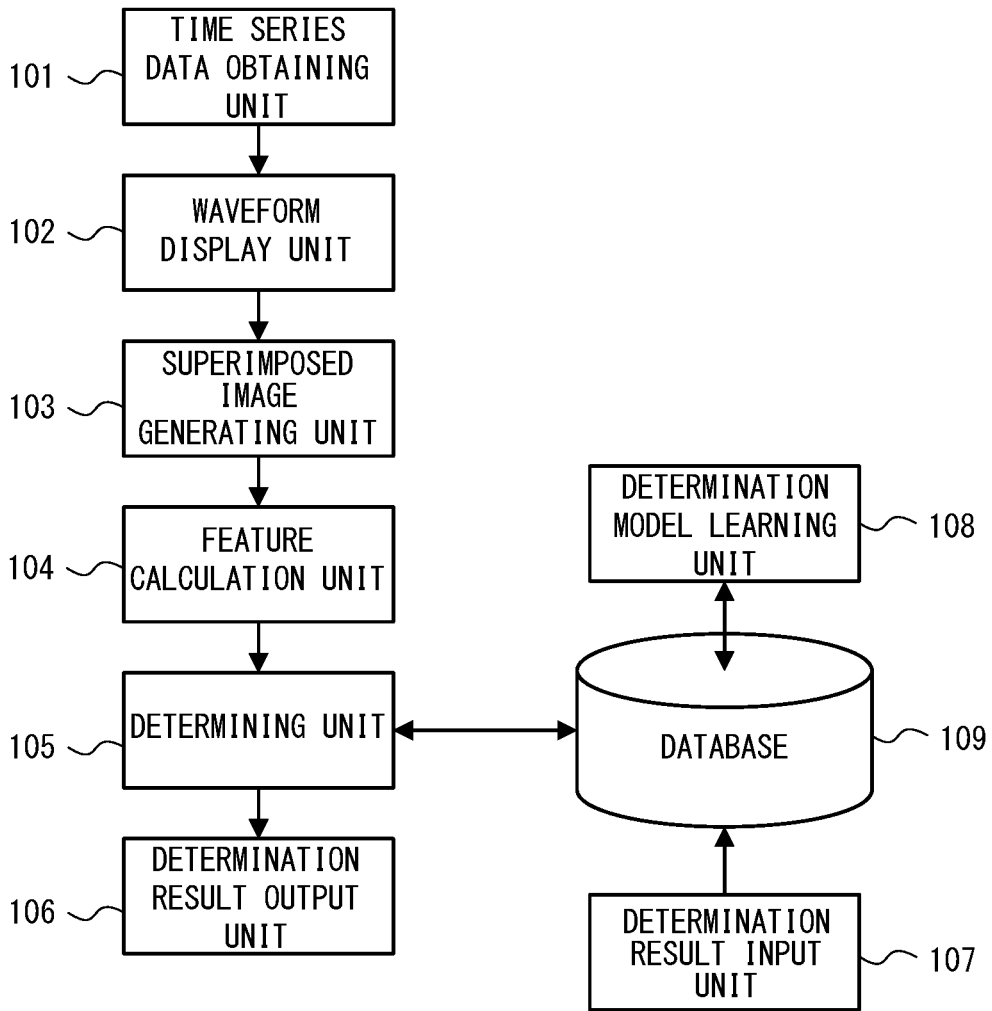 101
TIME SERIES
DATA OBTAINING
UNIT
102
WAVEFORM
DISPLAY UNIT
103
SUPERIMPOSED
IMAGE
GENERATING UNIT
104
FEATURE
CALCULATION UNIT
105
DETERMINING UNIT
106
DETERMINATION
RESULT OUTPUT
UNIT
DETERMINATION
MODEL LEARNING
UNIT
108
DATABASE
109
DETERMINATION
RESULT INPUT
UNIT
107